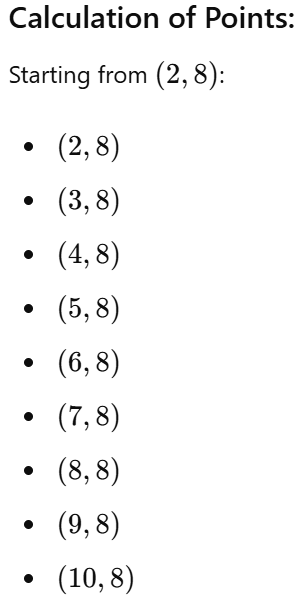 Calculation of Points:
Starting from (2, 8):
• (2, 8)
• (3, 8)
• (4, 8)
• (5, 8)
• (6, 8)
• (7, 8)
• (8, 8)
• (9, 8)
• (10, 8)